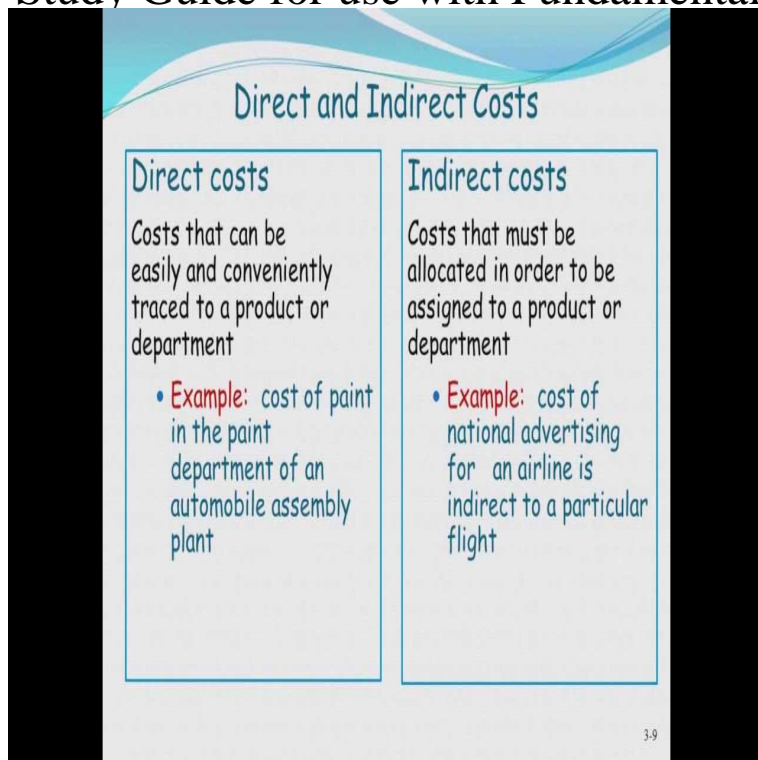 Study Guide for use with Fundamental
Direct and Indirect Costs
Direct costs
Costs that can be
easily and conveniently
traced to a product or
department
• Example: cost of paint
in the paint
department of an
automobile assembly
plant
Indirect costs
Costs that must be
allocated in order to be
assigned to a product or
department
• Example: cost of
national advertising
for an airline is
indirect to a particular
flight
3-9